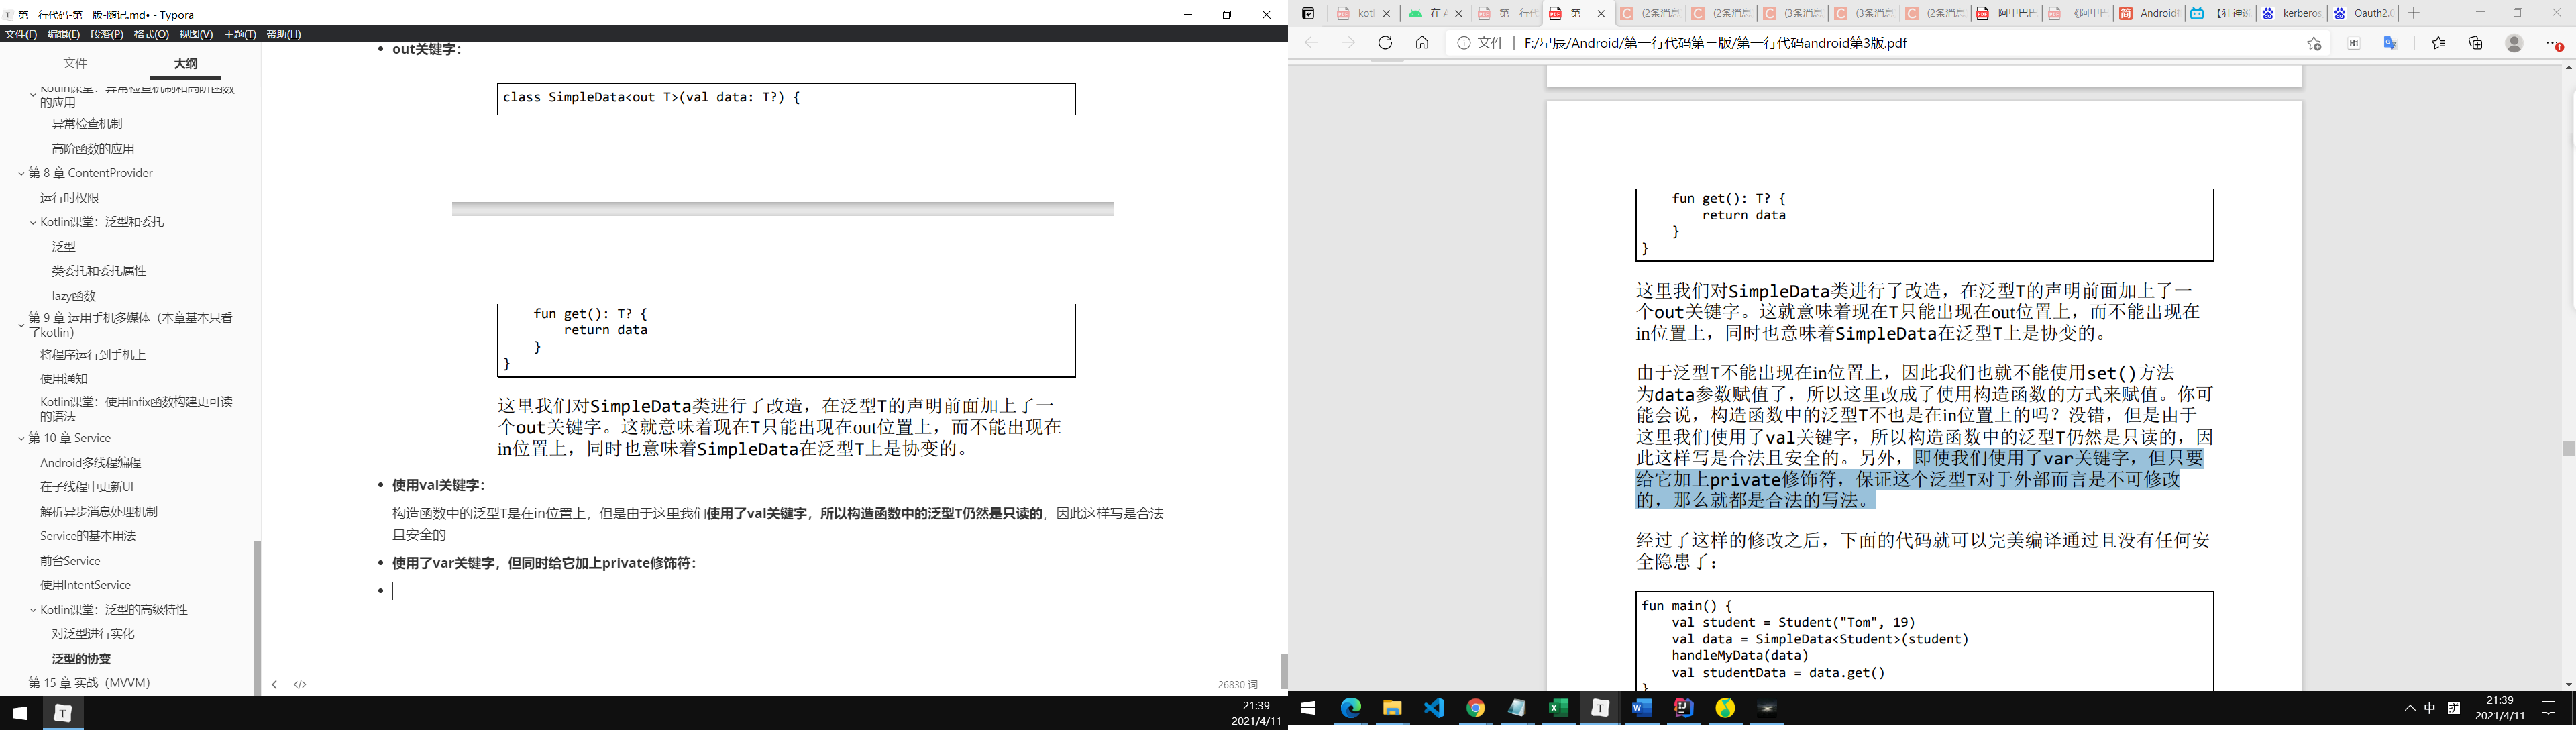 第一行代码-第三版-随记.md• - Typora
文件(F) 编辑(E) 段落(P) 格式(O) 视图(V) 主题(T) 帮助(H)
文件 大纲
Kotlin课堂：异常检查机制和高阶函数
的应用
异常检查机制
高阶函数的应用
第 8 章 ContentProvider
运行时权限
Kotlin课堂：泛型和委托
泛型
类委托和委托属性
lazy函数
第 9 章 运用手机多媒体（本章基本只看
了kotlin）
将程序运行到手机上
使用通知
Kotlin课堂：使用infix函数构建更可读
的语法
第 10 章 Service
Android多线程编程
在子线程中更新UI
解析异步消息处理机制
Service的基本用法
前台Service
使用IntentService
Kotlin课堂：泛型的高级特性
对泛型进行实化
泛型的协变
第 15 章 实战（MVVM）
• out关键字：
class SimpleData<out T>(val data: T?) {
fun get(): T? {
return data
}
}
这里我们对SimpleData类进行了改造，在泛型T的声明前面加上了一
个out关键字。这就意味着现在T只能出现在out位置上，而不能出现在
in位置上，同时也意味着SimpleData在泛型T上是协变的。
• 使用val关键字：
构造函数中的泛型T是在in位置上，但是由于这里我们使用了val关键字，所以构造函数中的泛型T仍然是只读的，因此这样写是合法
且安全的
• 使用了var关键字，但同时给它加上private修饰符：
•
26830 词
21:39
2021/4/11
kotl 在 A 第一行代 第一 (2条消息 (2条消息 (3条消息 (3条消息 (2条消息 阿里巴巴 《阿里巴 Android 【狂神说 kerberos Oauth2.0
文件 | F:/星辰/Android/第一行代码第三版/第一行代码android第3版.pdf
fun get(): T? {
return data
}
}
这里我们对SimpleData类进行了改造，在泛型T的声明前面加上了一
个out关键字。这就意味着现在T只能出现在out位置上，而不能出现在
in位置上，同时也意味着SimpleData在泛型T上是协变的。
由于泛型T不能出现在in位置上，因此我们也就不能使用set()方法
为data参数赋值了，所以这里改成了使用构造函数的方式来赋值。你可
能会说，构造函数中的泛型T不也是在in位置上的吗？没错，但是由于
这里我们使用了val关键字，所以构造函数中的泛型T仍然是只读的，因
此这样写是合法且安全的。另外，即使我们使用了var关键字，但只要
给它加上private修饰符，保证这个泛型T对于外部而言是不可修改
的，那么就都是合法的写法。
经过了这样的修改之后，下面的代码就可以完美编译通过且没有任何安
全隐患了：
fun main() {
val student = Student("Tom", 19)
val data = SimpleData<Student>(student)
handleMyData(data)
val studentData = data.get()
}
中 拼
21:39
2021/4/11